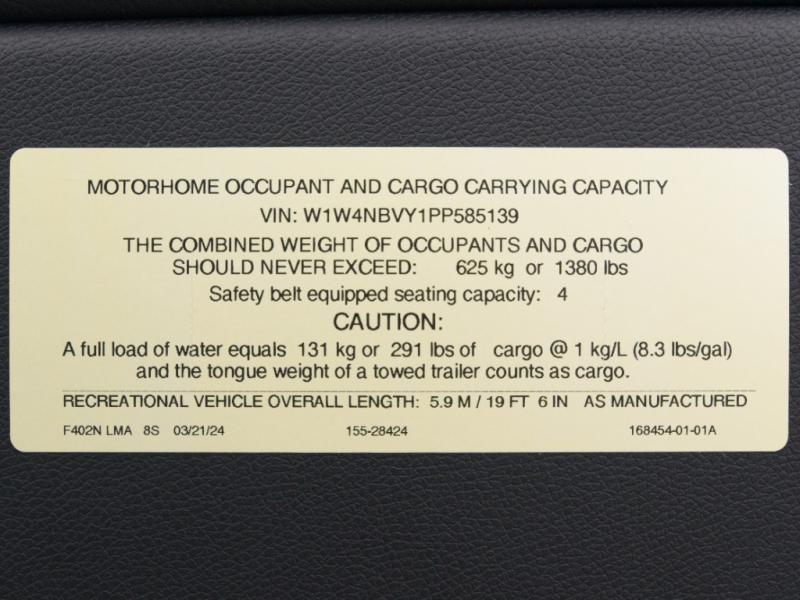 MOTORHOME OCCUPANT AND CARGO CARRYING CAPACITY
VIN: W1W4NBVY1PP585139
THE COMBINED WEIGHT OF OCCUPANTS AND CARGO
SHOULD NEVER EXCEED: 625 kg or 1380 lbs
Safety belt equipped seating capacity: 4
CAUTION:
A full load of water equals 131 kg or 291 lbs of cargo @ 1 kg/L (8.3 lbs/gal)
and the tongue weight of a towed trailer counts as cargo.
RECREATIONAL VEHICLE OVERALL LENGTH: 5.9 M / 19 FT 6 IN AS MANUFACTURED
F402N LMA 8S 03/21/24 155-28424 168454-01-01A